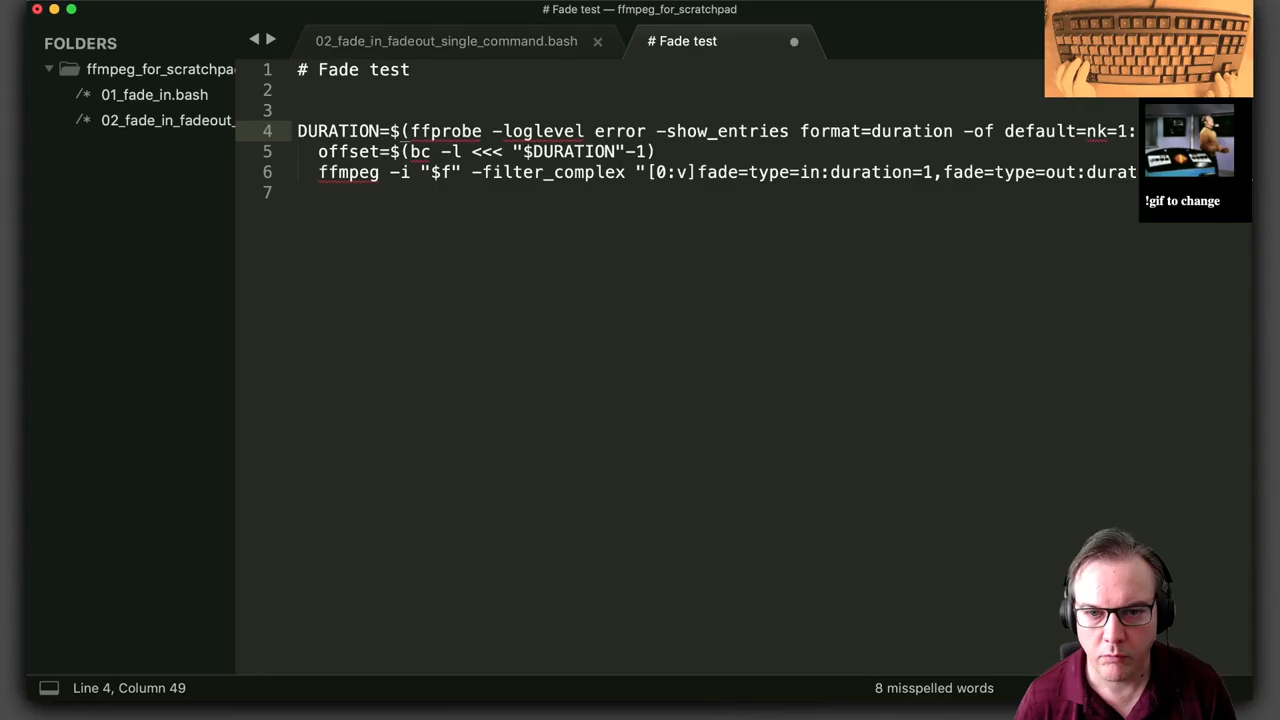 # Fade test — ffmpeg_for_scratchpad
FOLDERS
ffmpeg_for_scratchpa
/* 01_fade_in.bash
/* 02_fade_in_fadeout_
02_fade_in_fadeout_single_command.bash
# Fade test
1 # Fade test
2
3
4 DURATION=$(ffprobe -loglevel error -show_entries format=duration -of default=nk=1:
5 offset=$(bc -l <<< "$DURATION"-1)
6 ffmpeg -i "$f" -filter_complex "[0:v]fade=type=in:duration=1,fade=type=out:durat
7
!gif to change
Line 4, Column 49
8 misspelled words